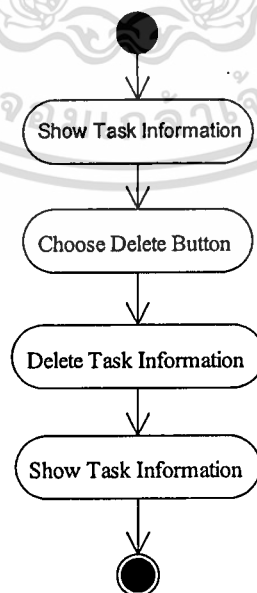 Show Task Information
Choose Delete Button
Delete Task Information
Show Task Information